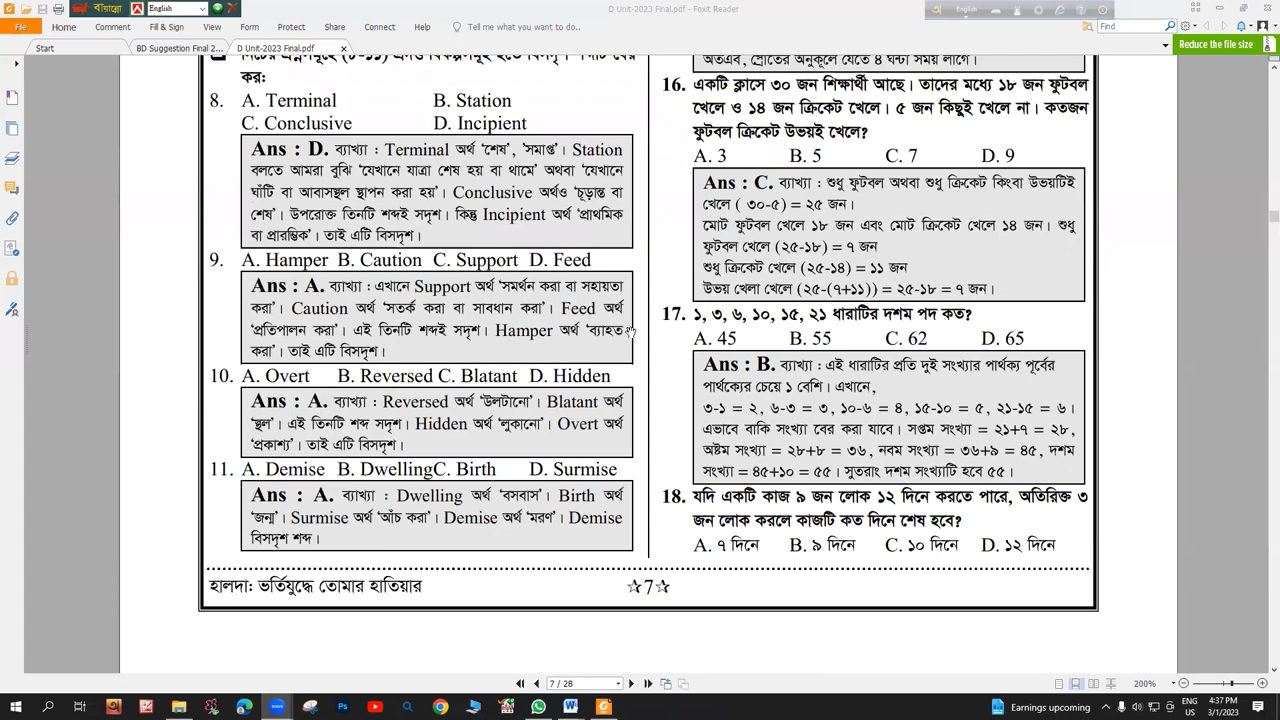 D Unit-2023 Final.pdf - Foxit Reader
বায়ান্নো
English
File
Home
Comment
Fill & Sign
View
Form
Protect
Share
Connect
Help
Tell me what you want to do..
Find
Start
BD Suggestion Final 2...
D Unit-2023 Final.pdf
Reduce the file size
কর:
8. A. Terminal B. Station
C. Conclusive D. Incipient
Ans : D. ব্যাখ্যা : Terminal অর্থ ‘শেষ’, ‘সমাপ্ত’। Station
বলতে আমরা বুঝি ‘যেখানে যাত্রা শেষ হয় বা থামে’ অথবা ‘যেখানে
ঘাঁটি বা আবাসস্থল স্থাপন করা হয়’। Conclusive অর্থও ‘চূড়ান্ত বা
শেষ’। উপরোক্ত তিনটি শব্দই সদৃশ। কিন্তু Incipient অর্থ ‘প্রাথমিক
বা প্রারম্ভিক’। তাই এটি বিসদৃশ।
9. A. Hamper B. Caution C. Support D. Feed
Ans : A. ব্যাখ্যা : এখানে Support অর্থ ‘সমর্থন করা বা সহায়তা
করা’। Caution অর্থ ‘সতর্ক করা বা সাবধান করা’। Feed অর্থ
‘প্রতিপালন করা’। এই তিনটি শব্দই সদৃশ। Hamper অর্থ ‘ব্যাহত
করা’। তাই এটি বিসদৃশ।
10. A. Overt B. Reversed C. Blatant D. Hidden
Ans : A. ব্যাখ্যা : Reversed অর্থ ‘উলটানো’। Blatant অর্থ
‘স্থূল’। এই তিনটি শব্দ সদৃশ। Hidden অর্থ ‘লুকানো’। Overt অর্থ
‘প্রকাশ্য’। তাই এটি বিসদৃশ।
11. A. Demise B. DwellingC. Birth D. Surmise
Ans : A. ব্যাখ্যা : Dwelling অর্থ ‘বসবাস’। Birth অর্থ
‘জন্ম’। Surmise অর্থ ‘আঁচ করা’। Demise অর্থ ‘মরণ’। Demise
বিসদৃশ শব্দ।
অতএব, স্রোতের অনুকূলে যেতে ৪ ঘন্টা সময় লাগে।
16. একটি ক্লাসে ৩০ জন শিক্ষার্থী আছে। তাদের মধ্যে ১৮ জন ফুটবল
খেলে ও ১৪ জন ক্রিকেট খেলে। ৫ জন কিছুই খেলে না। কতজন
ফুটবল ক্রিকেট উভয়ই খেলে?
A. 3 B. 5 C. 7 D. 9
Ans : C. ব্যাখ্যা : শুধু ফুটবল অথবা শুধু ক্রিকেট কিংবা উভয়টিই
খেলে ( ৩০-৫) = ২৫ জন।
মোট ফুটবল খেলে ১৮ জন এবং মোট ক্রিকেট খেলে ১৪ জন। শুধু
ফুটবল খেলে (২৫-১৮) = ৭ জন
শুধু ক্রিকেট খেলে (২৫-১৪) = ১১ জন
উভয় খেলা খেলে (২৫-(৭+১১)) = ২৫-১৮ = ৭ জন।
17. ১, ৩, ৬, ১০, ১৫, ২১ ধারাটির দশম পদ কত?
A. 45 B. 55 C. 62 D. 65
Ans : B. ব্যাখ্যা : এই ধারাটির প্রতি দুই সংখ্যার পার্থক্য পূর্বের
পার্থক্যের চেয়ে ১ বেশি। এখানে,
৩-১ = ২, ৬-৩ = ৩, ১০-৬ = ৪, ১৫-১০ = ৫, ২১-১৫ = ৬।
এভাবে বাকি সংখ্যা বের করা যাবে। সপ্তম সংখ্যা = ২১+৭ = ২৮,
অষ্টম সংখ্যা = ২৮+৮ = ৩৬, নবম সংখ্যা = ৩৬+৯ = ৪৫, দশম
সংখ্যা = ৪৫+১০ = ৫৫। সুতরাং দশম সংখ্যাটি হবে ৫৫।
18. যদি একটি কাজ ৯ জন লোক ১২ দিনে করতে পারে, অতিরিক্ত ৩
জন লোক করলে কাজটি কত দিনে শেষ হবে?
A. ৭ দিনে B. ৯ দিনে C. ১০ দিনে D. ১২ দিনে
হালদা: ভর্তিযুদ্ধে তোমার হাতিয়ার ☆7☆
7 / 28
200%
Earnings upcoming
ENG
US
4:37 PM
3/1/2023